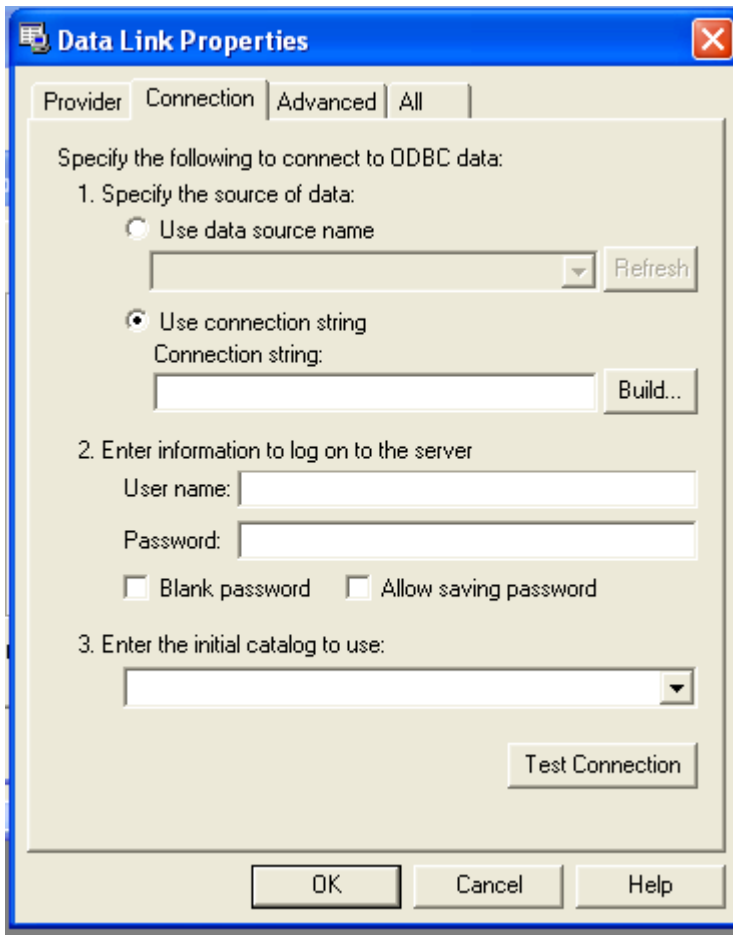 Data Link Properties
Provider Connection Advanced All
Specify the following to connect to ODBC data:
1. Specify the source of data:
Use data source name
Refresh
Use connection string
Connection string:
Build...
2. Enter information to log on to the server
User name:
Password:
Blank password Allow saving password
3. Enter the initial catalog to use:
Test Connection
OK Cancel Help